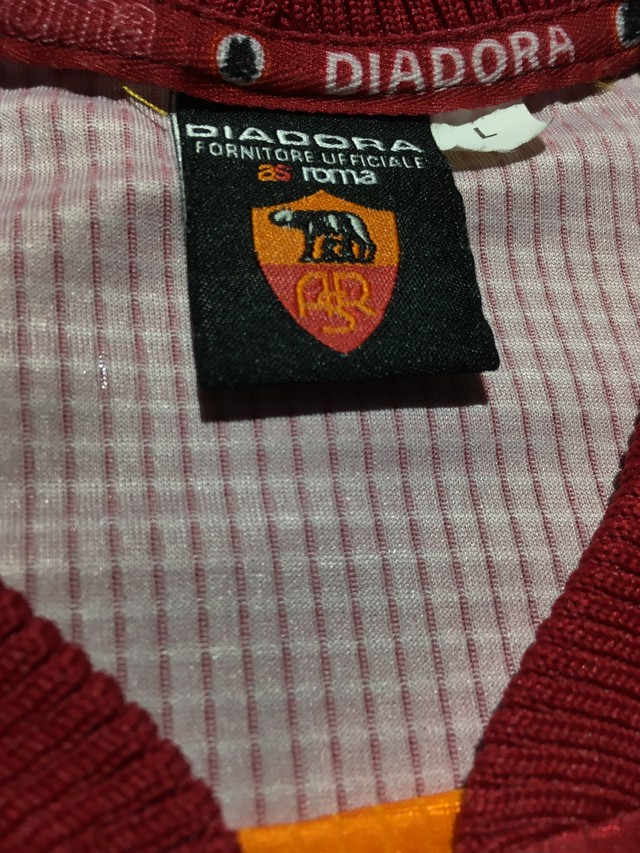 DIADORA
L
DIADORA
FORNITORE UFFICIALE
as roma
ASR